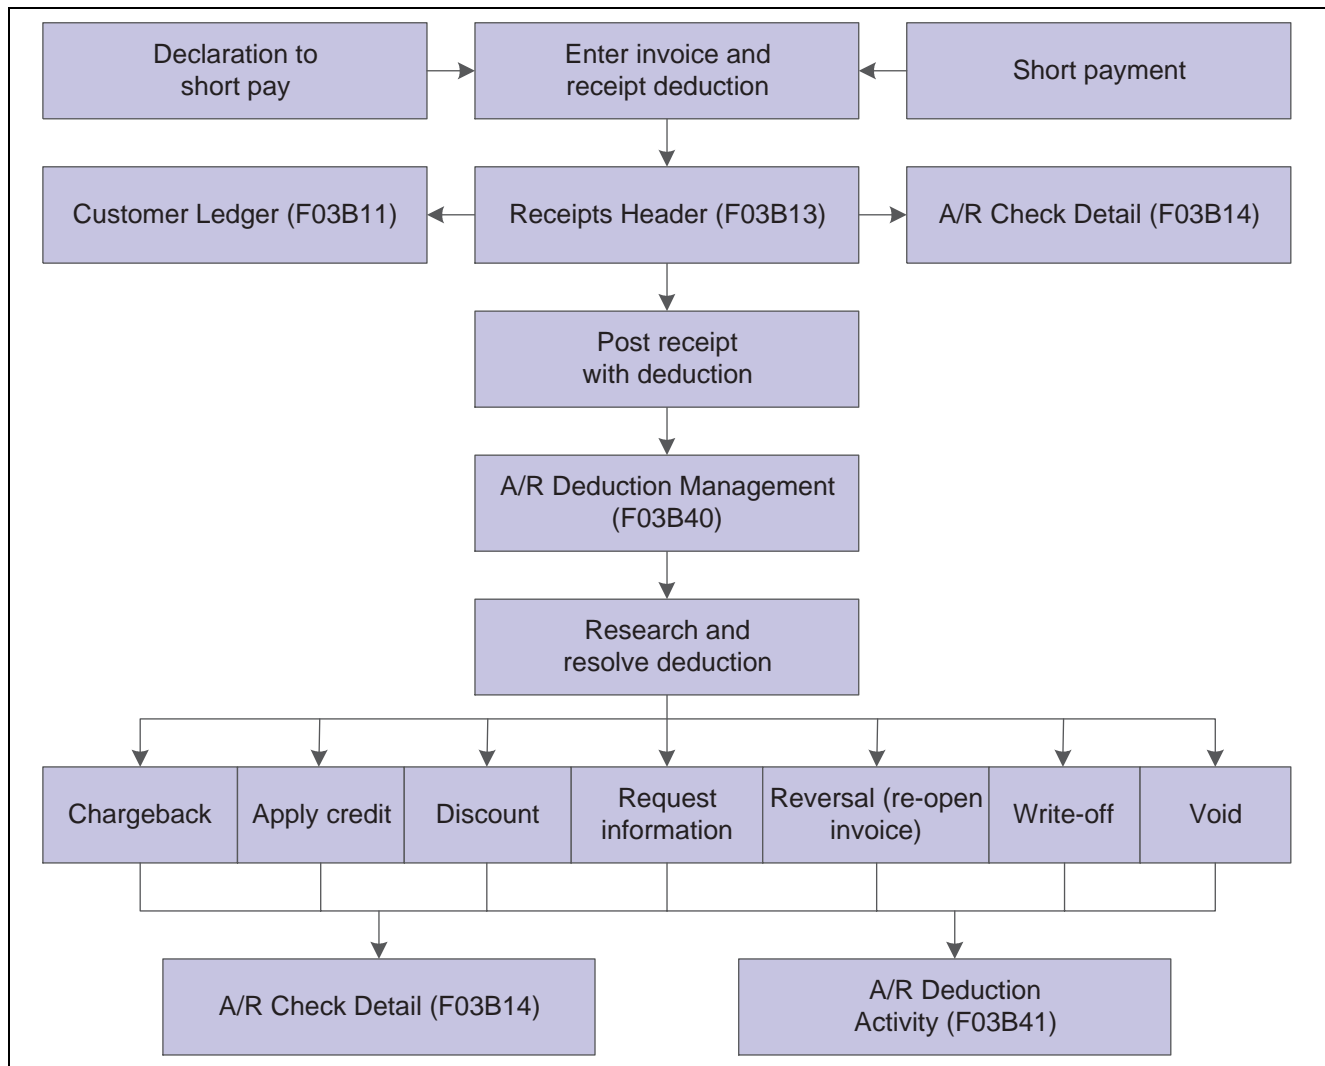 Declaration to
short pay
Enter invoice and
receipt deduction
Short payment
Customer Ledger (F03B11)
Receipts Header (F03B13)
A/R Check Detail (F03B14)
Post receipt
with deduction
A/R Deduction Management
(F03B40)
Research and
resolve deduction
Chargeback
Apply credit
Discount
Request
information
Reversal (re-open
invoice)
Write-off
Void
A/R Check Detail (F03B14)
A/R Deduction
Activity (F03B41)